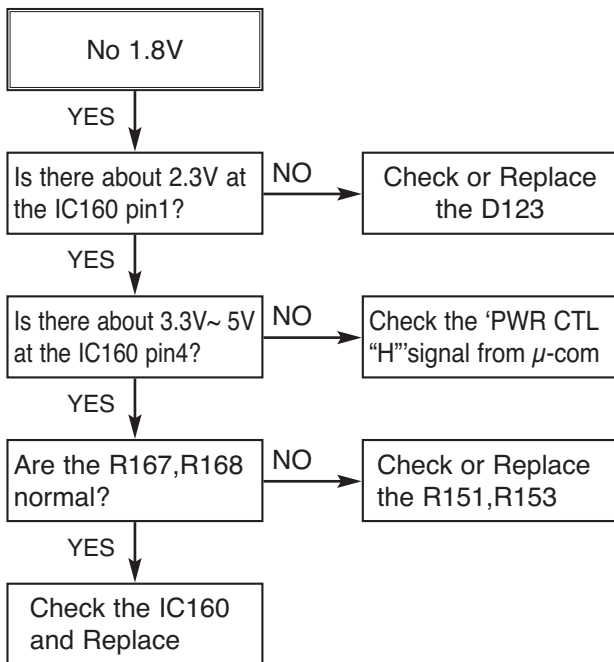 No 1.8V
YES
Is there about 2.3V at
the IC160 pin1?
NO
Check or Replace
the D123
YES
Is there about 3.3V~ 5V
at the IC160 pin4?
NO
Check the ‘PWR CTL
“H”’signal from µ-com
YES
Are the R167,R168
normal?
NO
Check or Replace
the R151,R153
YES
Check the IC160
and Replace